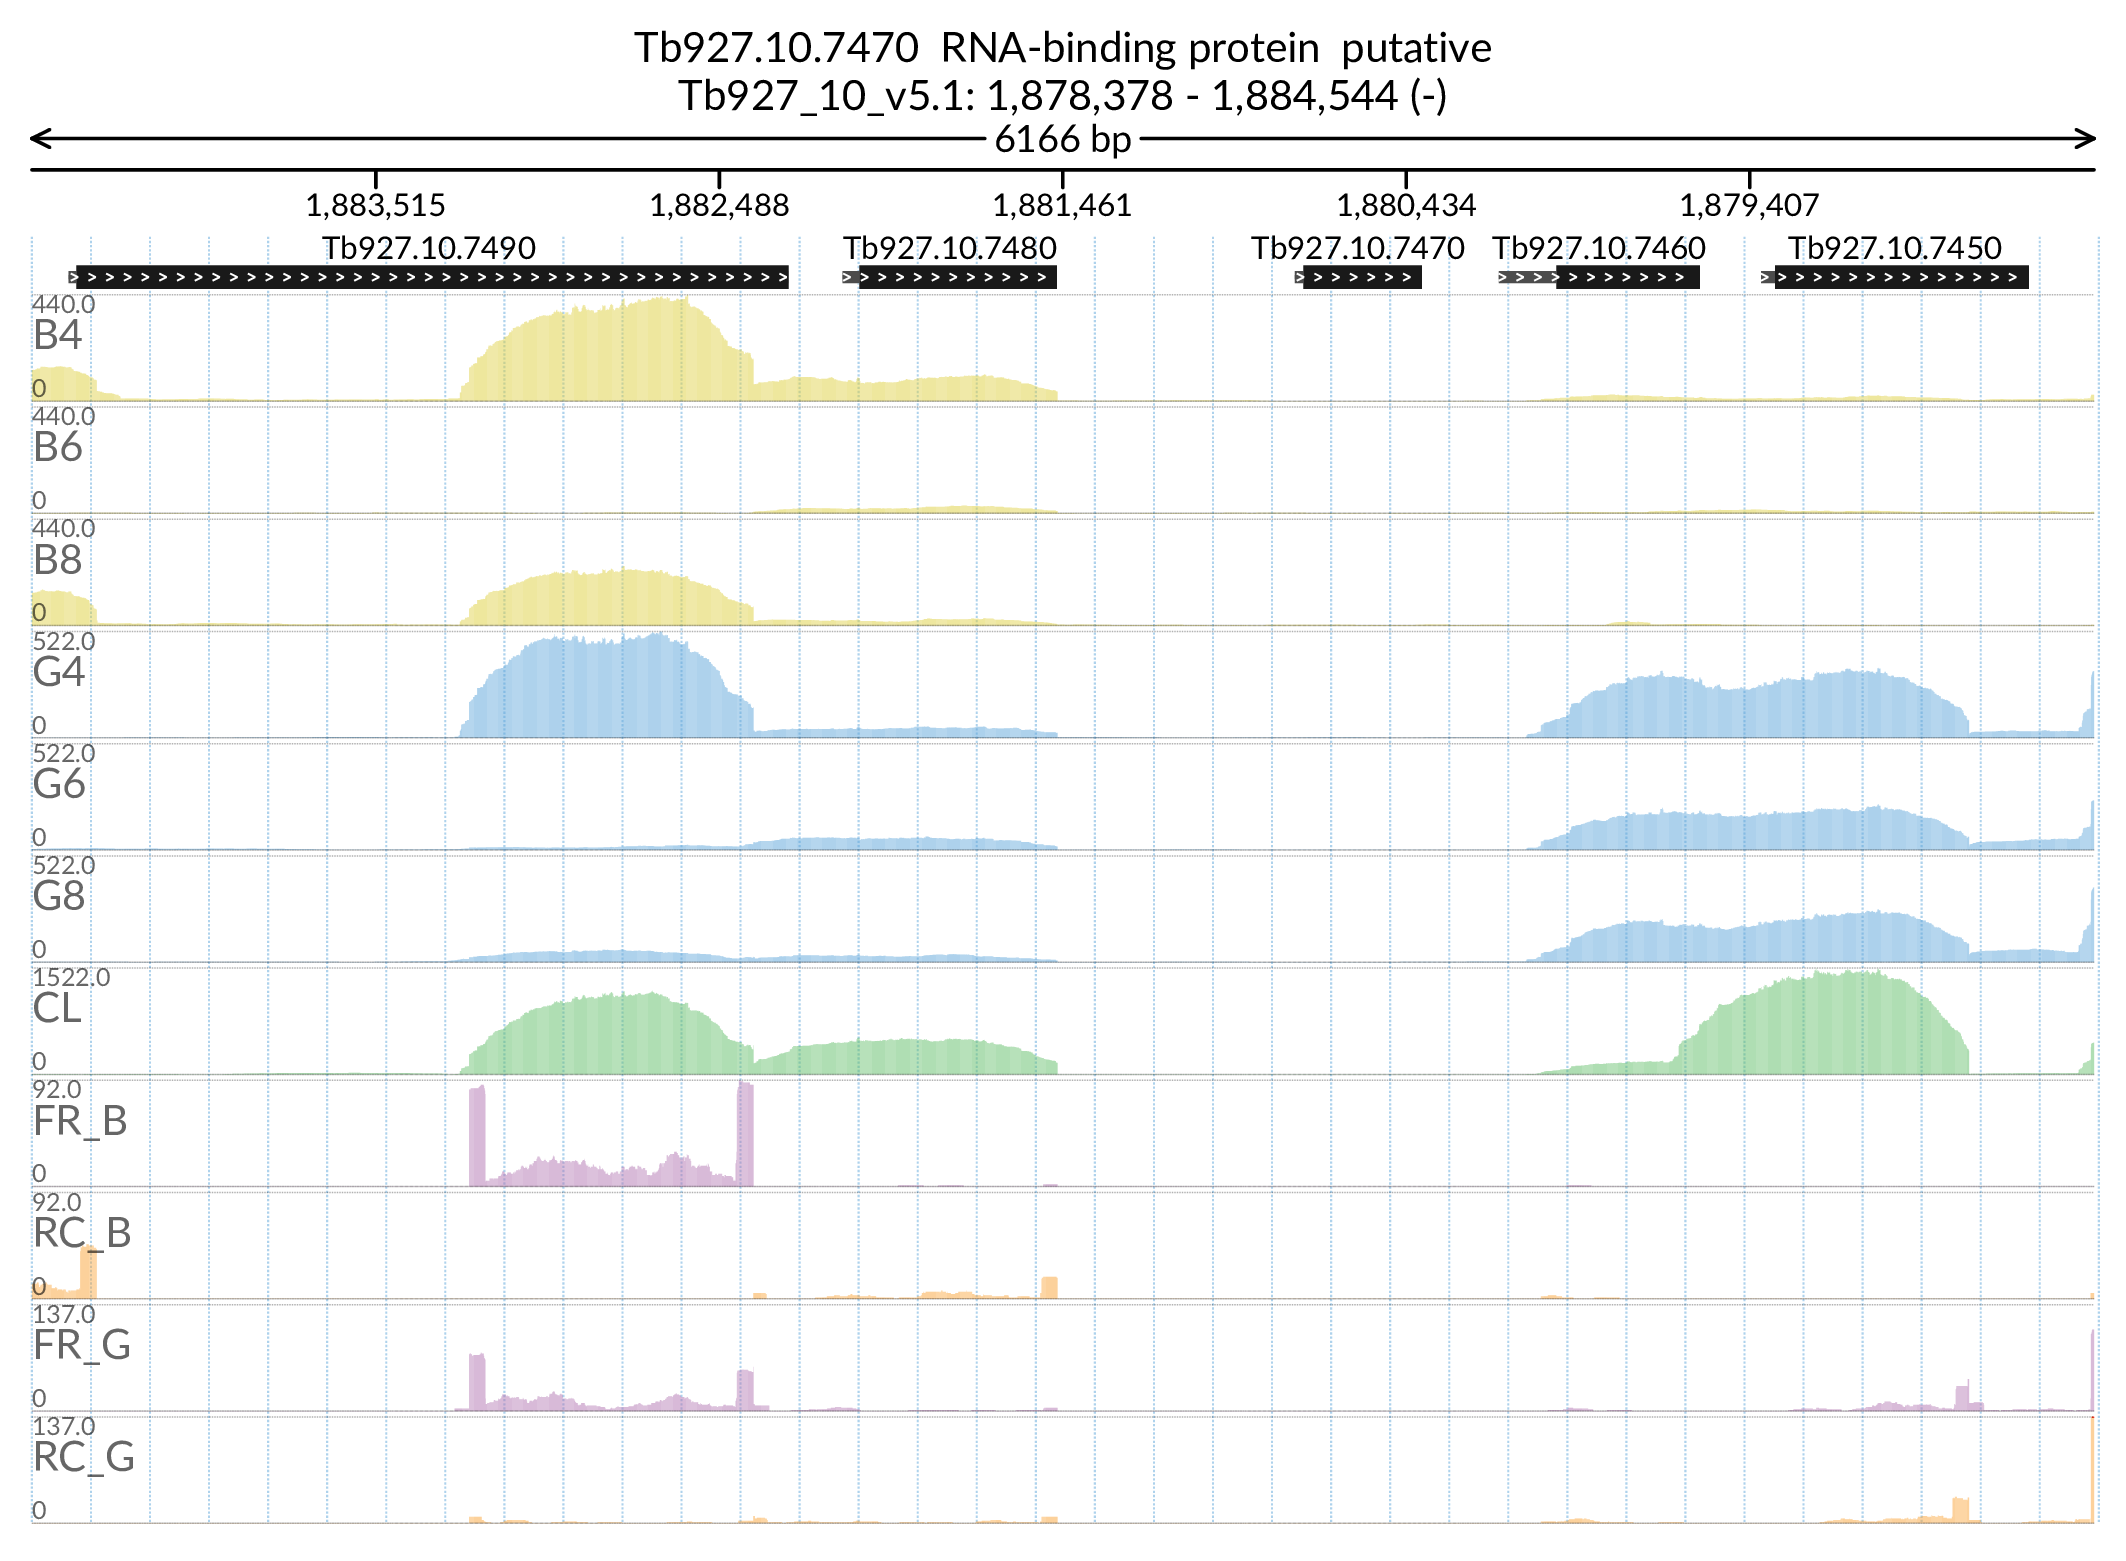 Tb927.10.7470  RNA-binding protein  putative
Tb927_10_v5.1: 1,878,378 - 1,884,544 (-)
6166 bp
1,883,515 1,882,488 1,881,461 1,880,434 1,879,407
Tb927.10.7490 Tb927.10.7480 Tb927.10.7470 Tb927.10.7460 Tb927.10.7450
440.0
B4
0
440.0
B6
0
440.0
B8
0
522.0
G4
0
522.0
G6
0
522.0
G8
0
1522.0
CL
0
92.0
FR_B
0
92.0
RC_B
0
137.0
FR_G
0
137.0
RC_G
0